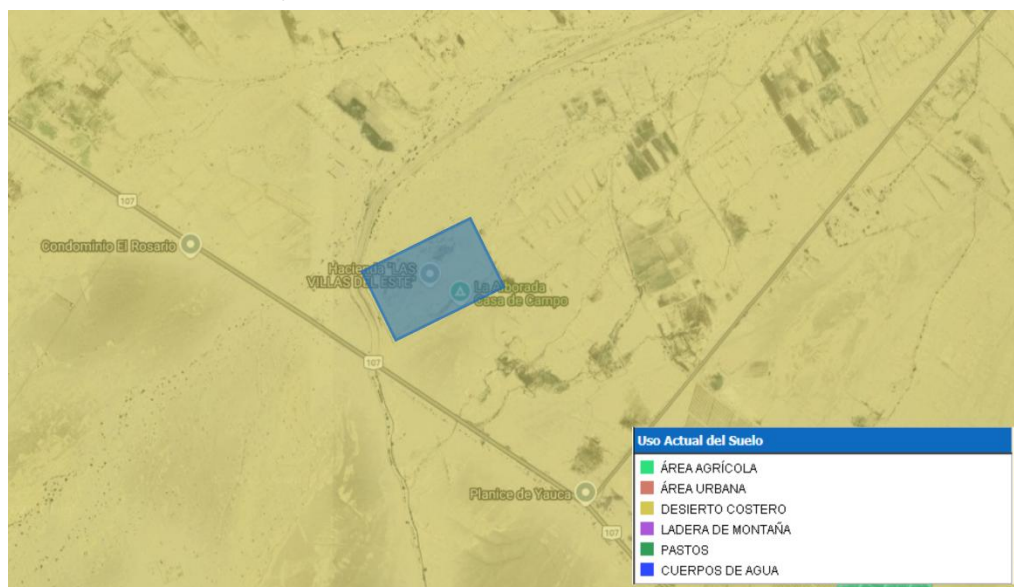 107
Condominio El Rosario
Hacienda "LAS
VILLAS DEL ESTE"
La Alborada
Casa de Campo
107
Planice de Yauca
107
Uso Actual del Suelo
ÁREA AGRÍCOLA
ÁREA URBANA
DESIERTO COSTERO
LADERA DE MONTAÑA
PASTOS
CUERPOS DE AGUA